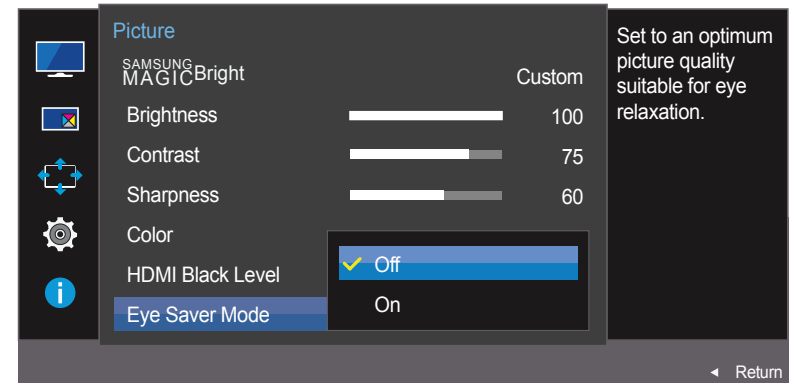 Picture
SAMSUNG
MAGICBright Custom
Brightness 100
Contrast 75
Sharpness 60
Color
HDMI Black Level
Eye Saver Mode
Off
On
Set to an optimum
picture quality
suitable for eye
relaxation.
Return